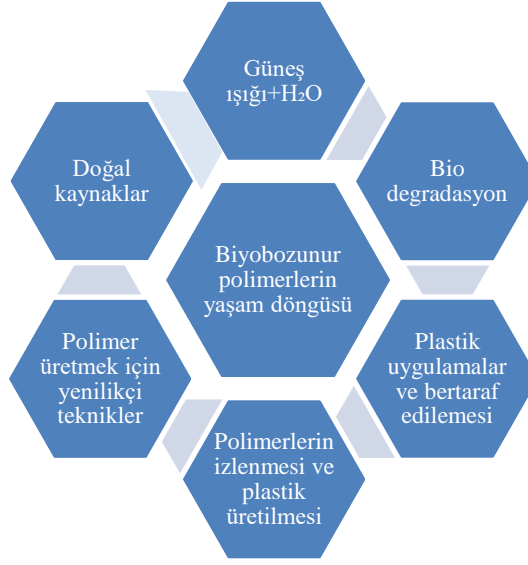 Güneş
ışığı+H₂O
Bio
degradasyon
Plastik
uygulamalar
ve bertaraf
edilemesi
Polimerlerin
izlenmesi ve
plastik
üretilmesi
Polimer
üretmek için
yenilikçi
teknikler
Doğal
kaynaklar
Biyobozunur
polimerlerin
yaşam döngüsü